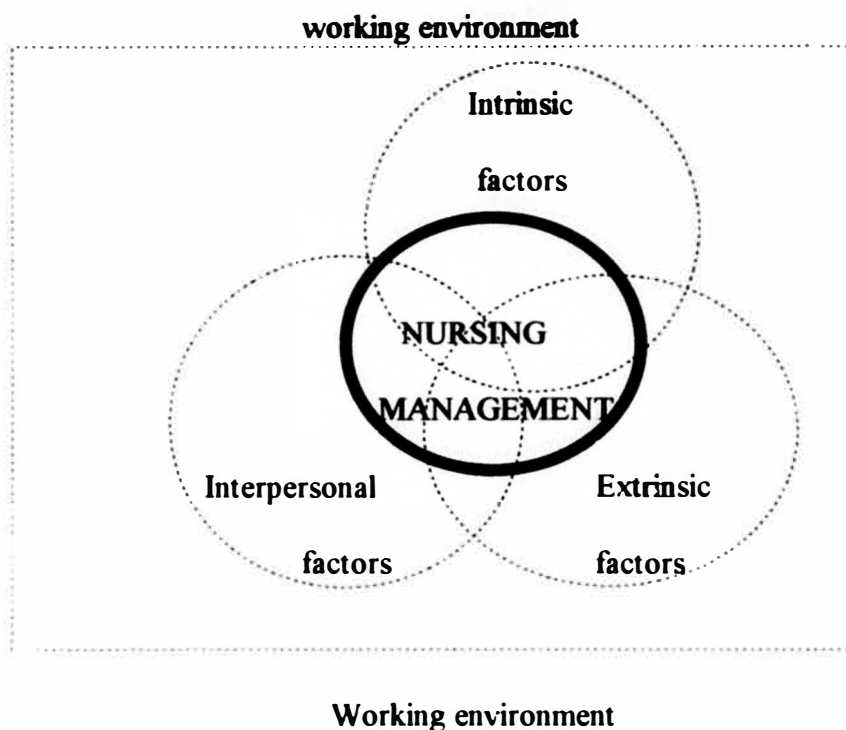 working environment
Intrinsic
factors
NURSING
MANAGEMENT
Interpersonal
factors
Extrinsic
factors
Working environment